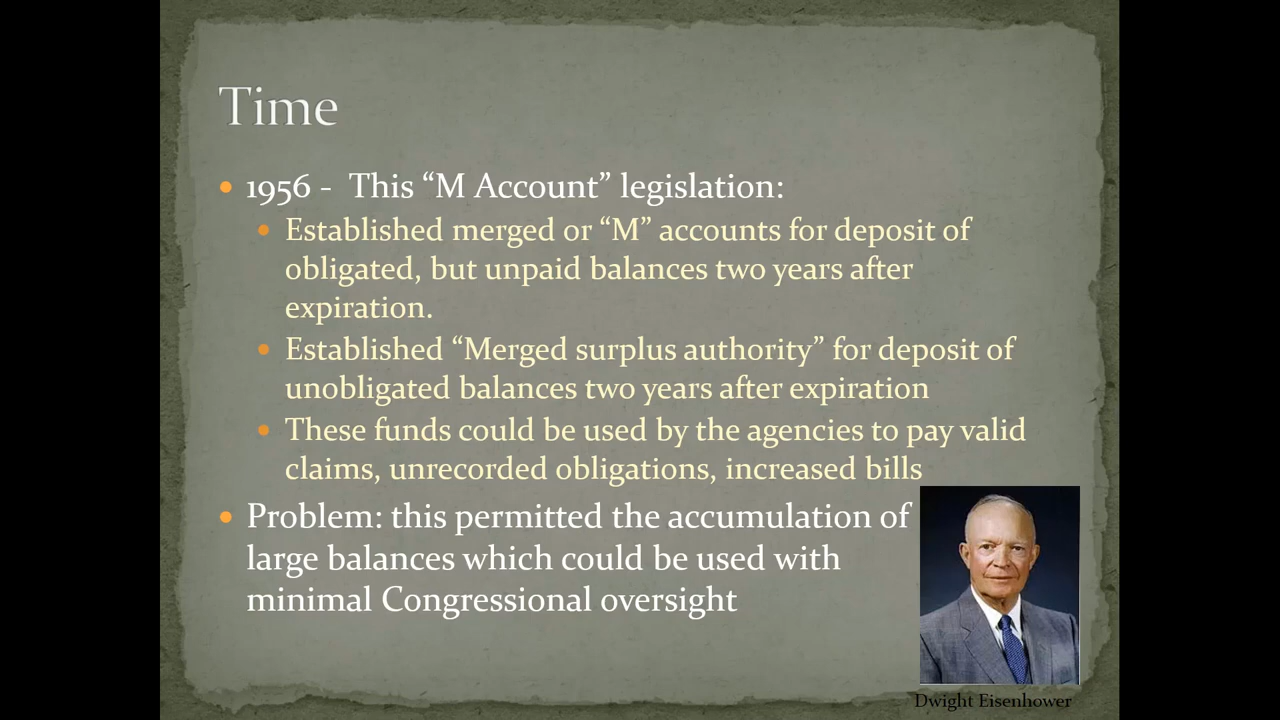 Time
• 1956 -  This “M Account” legislation:
• Established merged or “M” accounts for deposit of
obligated, but unpaid balances two years after
expiration.
• Established “Merged surplus authority” for deposit of
unobligated balances two years after expiration
• These funds could be used by the agencies to pay valid
claims, unrecorded obligations, increased bills
• Problem: this permitted the accumulation of
large balances which could be used with
minimal Congressional oversight
Dwight Eisenhower